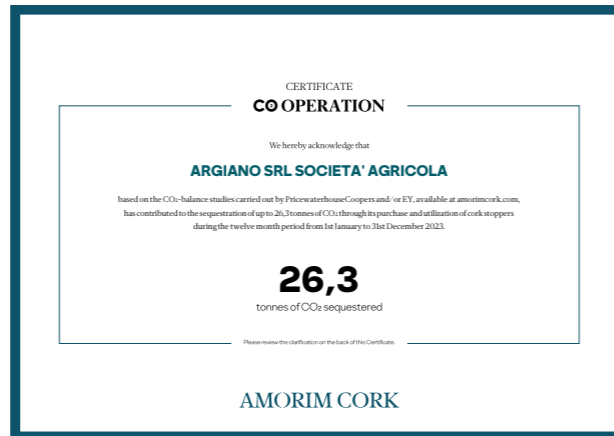 CERTIFICATE
CO2 OPERATION
We hereby acknowledge that
ARGIANO SRL SOCIETA' AGRICOLA
based on the CO₂-balance studies carried out by PricewaterhouseCoopers and/or EY, available at amorimcork.com,
has contributed to the sequestration of up to 26,3 tonnes of CO₂ through its purchase and utilization of cork stoppers
during the twelve month period from 1st January to 31st December 2023.
26,3
tonnes of CO₂ sequestered
Please review the clarification on the back of this Certificate.
AMORIM CORK